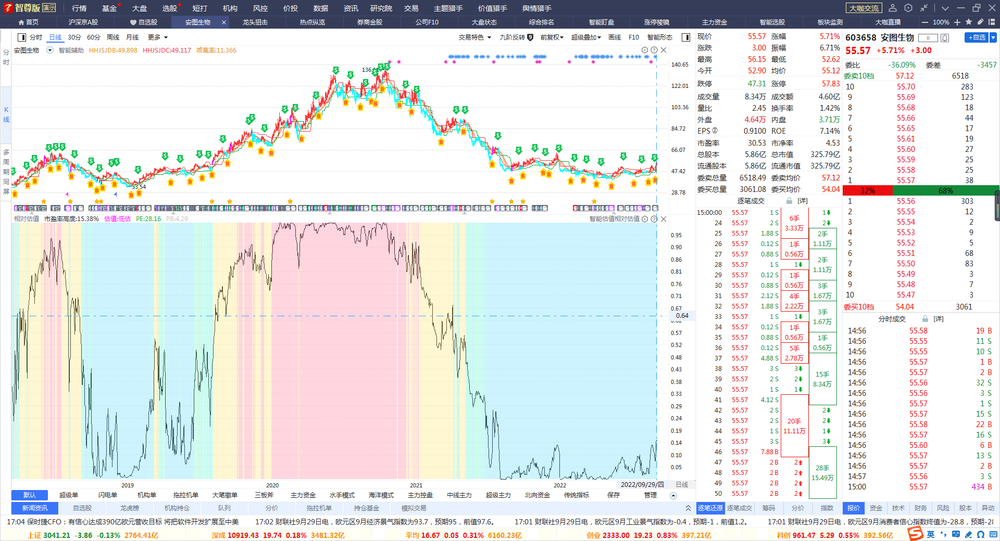 智尊版 演示 行情 基金 大盘 选股 短打 机构 风控 价投 数据 资讯 研究院 交易 主题猎手 价值猎手 舆情猎手 大咖交流
首页 沪深京A股 自选股 安图生物 × 龙头狙击 热点纵览 券商金股 公司F10 大盘状态 综合排名 智能盯盘 涨停棱镜 主力资金 智能选股 板块监测 大咖直播 100%
分时 日线 30分 60分 周线 月线 更多 交易特色 九阶反转 9 前复权 超级叠加 画线 F10 智能形态
安图生物 智能辅助 HHJSJDB:49.898 HHJSJDC:49.117 乖离率:11.366
分时
K线
多周期同屏
140.65
122.01
103.36
84.72
66.07
47.42
28.78
33.54
相对估值 市盈率高度:15.38% 估值:低估 PE:28.16 PB:4.29 智能估值相对估值
0.95
0.90
0.86
0.81
0.76
0.71
0.67
0.64
0.57
0.52
0.48
0.43
0.38
0.33
0.29
0.24
0.19
0.14
0.10
0.05
2019 2020 2021 2022 2022/09/29/四 日线
默认 超级单 闪电单 机构单 拖拉机单 大笔撤单 三板斧 主力资金 水手模式 海洋模式 主力控盘 中线主力 超级主力 北向资金 传统指标 保存 管理
新闻资讯 自选股 龙虎榜 机构持仓 队列 分价 拖拉机单 持仓基金 模拟交易
现价 55.57 涨幅 5.71%
涨跌 3.00 振幅 6.71%
最高 56.15 最低 52.62
今开 52.90 均价 55.12
跌停 47.31 涨停 57.83
成交量 8.34万 成交额 4.60亿
量比 2.45 换手率 1.42%
外盘 4.64万 内盘 3.71万
EPS② 0.9100 ROE 7.14%
市盈率 30.53 市净率 4.53
总股本 5.86亿 总市值 325.79亿
流通股本 5.86亿 流通市值 325.79亿
委卖总量 6518.49 委卖均价 57.12
委买总量 3061.08 委买均价 54.04
逐笔成交 [详]
15:00:00 55.57 1 S
24 55.57 2 S
25 55.57 1.88 S
26 55.57 0.12 S
27 55.57 0.88 S
28 55.57 1 S
29 55.57 0.12 S
30 55.57 0.88 S
31 55.57 2.12 S
32 55.57 1.88 S
33 55.57 1 S
34 55.57 0.12 S
35 55.57 0.88 S
36 55.57 0.12 S
37 55.57 4.88 S
38 55.57 3 S
39 55.57 2 S
40 55.57 1 S
41 55.57 4.12 S
42 55.57 2 S
43 55.57 2 S
44 55.57 1 S
45 55.57 3 S
46 55.57 7.88 B
47 55.57 2 B
48 55.57 2 B
49 55.57 2 B
50 55.57 2 B
6手
3.33万
1手
0.56万
1⬇
1手
0.56万
4手
2.22万
1⬇
1手
0.56万
5手
2.78万
3⬇
2⬇
1⬇
20手
11.11万
2⬆
2⬆
2⬆
2⬆
1⬇
2⬇
2手
1.11万
2手
1.11万
3手
1.67万
3手
1.67万
1手
0.56万
15手
8.34万
2⬇
2⬇
1⬇
3⬇
28手
15.49万
逐笔还原 逐笔成交 筹码 分价 指数
603658 安图生物 R +自选
55.57 +5.71% +3.00
委比 -36.09% 委差 -3457
委卖10档 57.12 6518
10 55.70 283
9 55.69 123
8 55.68 18
7 55.66 44
6 55.65 17
5 55.61 19
4 55.60 27
3 55.59 25
2 55.58 25
1 55.57 38
32% 68%
1 55.56 303
2 55.55 12
3 55.54 2
4 55.53 9
5 55.52 5
6 55.51 68
7 55.50 83
8 55.49 3
9 55.48 7
10 55.47 3
委买10档 54.04 3061
分时成交 [详]
14:56 55.58 19 B
14:56 55.55 11 S
14:56 55.55 10 S
14:56 55.57 1 B
14:56 55.57 2 B
14:56 55.56 32 S
14:56 55.56 3 S
14:56 55.57 1 S
14:56 55.57 15 S
14:56 55.58 22 B
14:56 55.57 16 S
14:56 55.60 6 B
14:56 55.57 13 S
14:56 55.57 2 B
14:57 55.56 3 S
15:00 55.57 434 B
报价 资金 技术 财务 风险 股本 异动
17:04 保时捷CFO：有信心达成390亿欧元营收目标 将把软件开发扩展至中美 17:02 财联社9月29日电，欧元区9月经济景气指数为93.7，预期95，前值97.6。 17:01 财联社9月29日电，欧元区9月工业景气指数为-0.4，预期-1，前值1.2。 17:01 财联社9月29日电，欧元区9月消费者信心指数终值为-28.8，预期-28
上证 3041.21 -3.86 -0.13% 2764.41亿 深成 10919.43 19.74 0.18% 3481.32亿 平均 16.67 0.05 0.31% 6160.23亿 创业 2333.00 19.23 0.83% 397.21亿 科创 961.47 5.29 0.55% 392.56亿 英